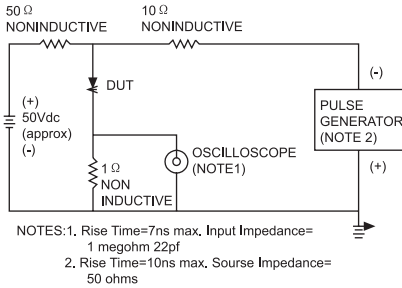 50 Ω
NONINDUCTIVE
10 Ω
NONINDUCTIVE
(+)
50Vdc
(approx)
(-)
DUT
1 Ω
NON
INDUCTIVE
OSCILLOSCOPE
(NOTE1)
(-)
PULSE
GENERATOR
(NOTE 2)
(+)
NOTES:1. Rise Time=7ns max. Input Impedance=
1 megohm 22pf
2. Rise Time=10ns max. Sourse Impedance=
50 ohms